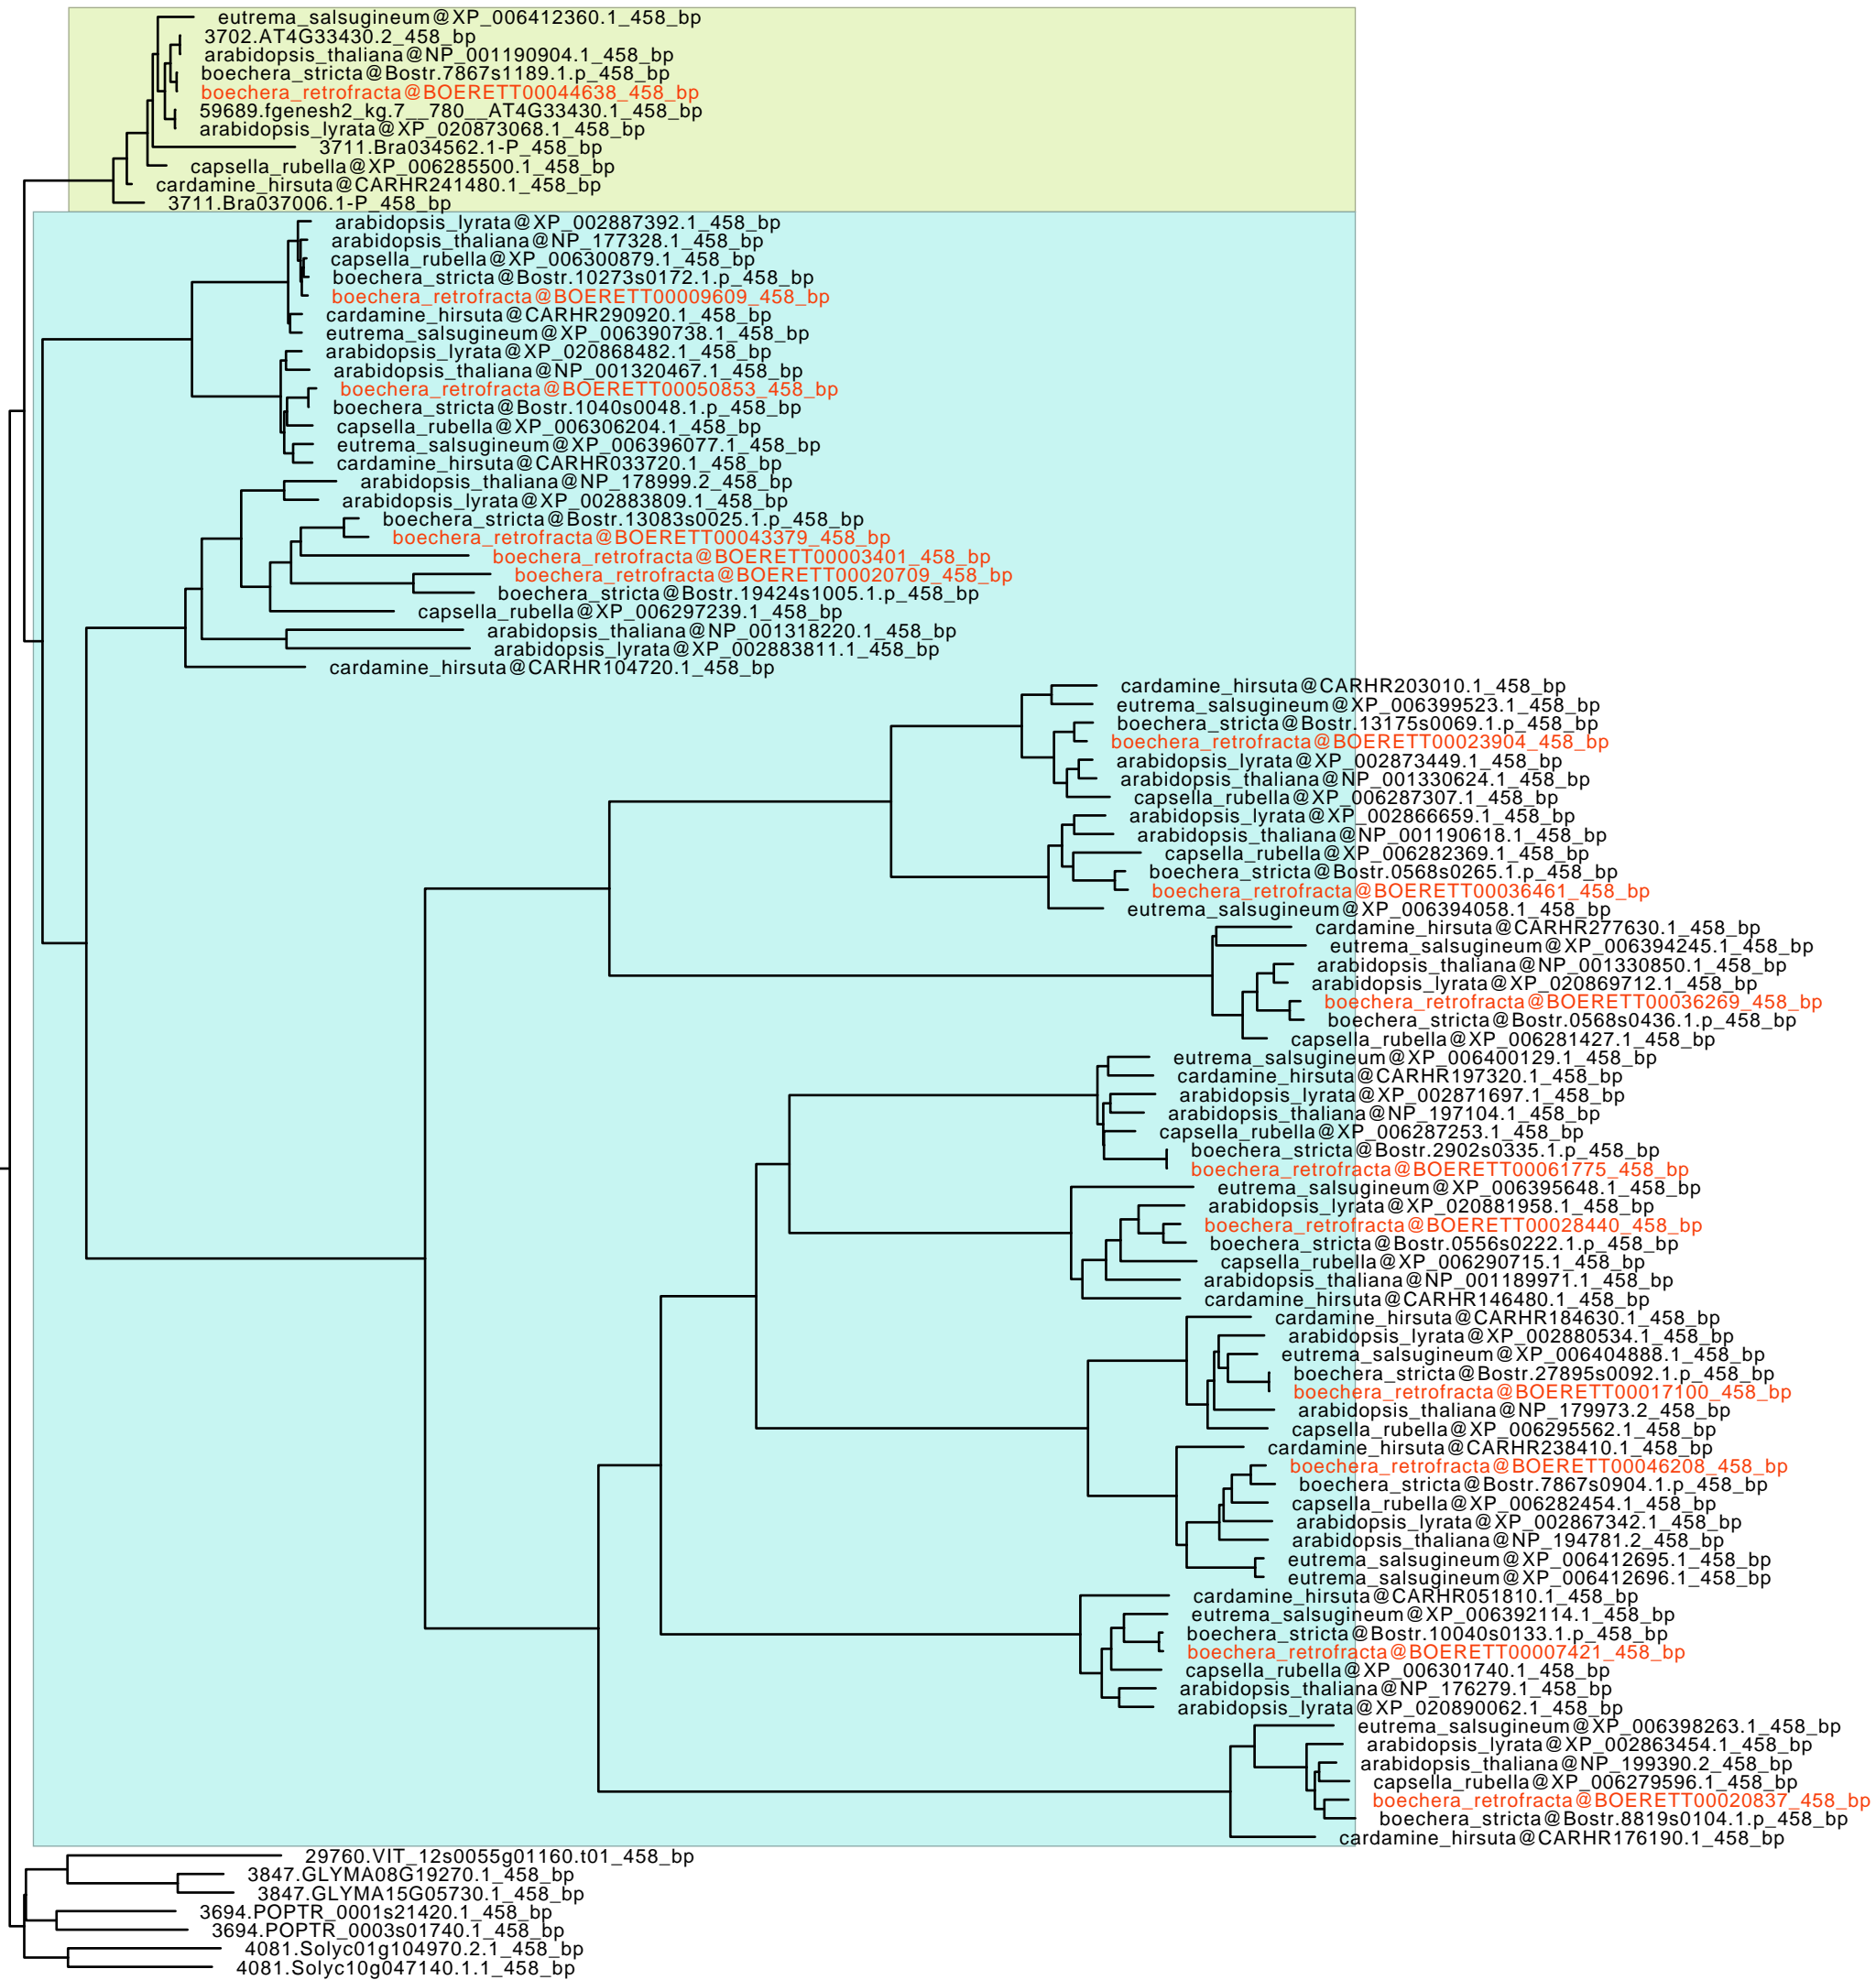 eutrema_salsugineum@XP_006412360.1_458_bp
3702.AT4G33430.2_458_bp
arabidopsis_thaliana@NP_001190904.1_458_bp
boechera_stricta@Bostr.7867s1189.1.p_458_bp
boechera_retrofracta@BOERETT00044638_458_bp
59689.fgenesh2_kg.7__780__AT4G33430.1_458_bp
arabidopsis_lyrata@XP_020873068.1_458_bp
3711.Bra034562.1-P_458_bp
capsella_rubella@XP_006285500.1_458_bp
cardamine_hirsuta@CARHR241480.1_458_bp
3711.Bra037006.1-P_458_bp
arabidopsis_lyrata@XP_002887392.1_458_bp
arabidopsis_thaliana@NP_177328.1_458_bp
capsella_rubella@XP_006300879.1_458_bp
boechera_stricta@Bostr.10273s0172.1.p_458_bp
boechera_retrofracta@BOERETT00009609_458_bp
cardamine_hirsuta@CARHR290920.1_458_bp
eutrema_salsugineum@XP_006390738.1_458_bp
arabidopsis_lyrata@XP_020868482.1_458_bp
arabidopsis_thaliana@NP_001320467.1_458_bp
boechera_retrofracta@BOERETT00050853_458_bp
boechera_stricta@Bostr.1040s0048.1.p_458_bp
capsella_rubella@XP_006306204.1_458_bp
eutrema_salsugineum@XP_006396077.1_458_bp
cardamine_hirsuta@CARHR033720.1_458_bp
arabidopsis_thaliana@NP_178999.2_458_bp
arabidopsis_lyrata@XP_002883809.1_458_bp
boechera_stricta@Bostr.13083s0025.1.p_458_bp
boechera_retrofracta@BOERETT00043379_458_bp
boechera_retrofracta@BOERETT00003401_458_bp
boechera_retrofracta@BOERETT00020709_458_bp
boechera_stricta@Bostr.19424s1005.1.p_458_bp
capsella_rubella@XP_006297239.1_458_bp
arabidopsis_thaliana@NP_001318220.1_458_bp
arabidopsis_lyrata@XP_002883811.1_458_bp
cardamine_hirsuta@CARHR104720.1_458_bp
cardamine_hirsuta@CARHR203010.1_458_bp
eutrema_salsugineum@XP_006399523.1_458_bp
boechera_stricta@Bostr.13175s0069.1.p_458_bp
boechera_retrofracta@BOERETT00023904_458_bp
arabidopsis_lyrata@XP_002873449.1_458_bp
arabidopsis_thaliana@NP_001330624.1_458_bp
capsella_rubella@XP_006287307.1_458_bp
arabidopsis_lyrata@XP_002866659.1_458_bp
arabidopsis_thaliana@NP_001190618.1_458_bp
capsella_rubella@XP_006282369.1_458_bp
boechera_stricta@Bostr.0568s0265.1.p_458_bp
boechera_retrofracta@BOERETT00036461_458_bp
eutrema_salsugineum@XP_006394058.1_458_bp
cardamine_hirsuta@CARHR277630.1_458_bp
eutrema_salsugineum@XP_006394245.1_458_bp
arabidopsis_thaliana@NP_001330850.1_458_bp
arabidopsis_lyrata@XP_020869712.1_458_bp
boechera_retrofracta@BOERETT00036269_458_bp
boechera_stricta@Bostr.0568s0436.1.p_458_bp
capsella_rubella@XP_006281427.1_458_bp
eutrema_salsugineum@XP_006400129.1_458_bp
cardamine_hirsuta@CARHR197320.1_458_bp
arabidopsis_lyrata@XP_002871697.1_458_bp
arabidopsis_thaliana@NP_197104.1_458_bp
capsella_rubella@XP_006287253.1_458_bp
boechera_stricta@Bostr.2902s0335.1.p_458_bp
boechera_retrofracta@BOERETT00061775_458_bp
eutrema_salsugineum@XP_006395648.1_458_bp
arabidopsis_lyrata@XP_020881958.1_458_bp
boechera_retrofracta@BOERETT00028440_458_bp
boechera_stricta@Bostr.0556s0222.1.p_458_bp
capsella_rubella@XP_006290715.1_458_bp
arabidopsis_thaliana@NP_001189971.1_458_bp
cardamine_hirsuta@CARHR146480.1_458_bp
cardamine_hirsuta@CARHR184630.1_458_bp
arabidopsis_lyrata@XP_002880534.1_458_bp
eutrema_salsugineum@XP_006404888.1_458_bp
boechera_stricta@Bostr.27895s0092.1.p_458_bp
boechera_retrofracta@BOERETT00017100_458_bp
arabidopsis_thaliana@NP_179973.2_458_bp
capsella_rubella@XP_006295562.1_458_bp
cardamine_hirsuta@CARHR238410.1_458_bp
boechera_retrofracta@BOERETT00046208_458_bp
boechera_stricta@Bostr.7867s0904.1.p_458_bp
capsella_rubella@XP_006282454.1_458_bp
arabidopsis_lyrata@XP_002867342.1_458_bp
arabidopsis_thaliana@NP_194781.2_458_bp
eutrema_salsugineum@XP_006412695.1_458_bp
eutrema_salsugineum@XP_006412696.1_458_bp
cardamine_hirsuta@CARHR051810.1_458_bp
eutrema_salsugineum@XP_006392114.1_458_bp
boechera_stricta@Bostr.10040s0133.1.p_458_bp
boechera_retrofracta@BOERETT00007421_458_bp
capsella_rubella@XP_006301740.1_458_bp
arabidopsis_thaliana@NP_176279.1_458_bp
arabidopsis_lyrata@XP_020890062.1_458_bp
eutrema_salsugineum@XP_006398263.1_458_bp
arabidopsis_lyrata@XP_002863454.1_458_bp
arabidopsis_thaliana@NP_199390.2_458_bp
capsella_rubella@XP_006279596.1_458_bp
boechera_retrofracta@BOERETT00020837_458_bp
boechera_stricta@Bostr.8819s0104.1.p_458_bp
cardamine_hirsuta@CARHR176190.1_458_bp
29760.VIT_12s0055g01160.t01_458_bp
3847.GLYMA08G19270.1_458_bp
3847.GLYMA15G05730.1_458_bp
3694.POPTR_0001s21420.1_458_bp
3694.POPTR_0003s01740.1_458_bp
4081.Solyc01g104970.2.1_458_bp
4081.Solyc10g047140.1.1_458_bp